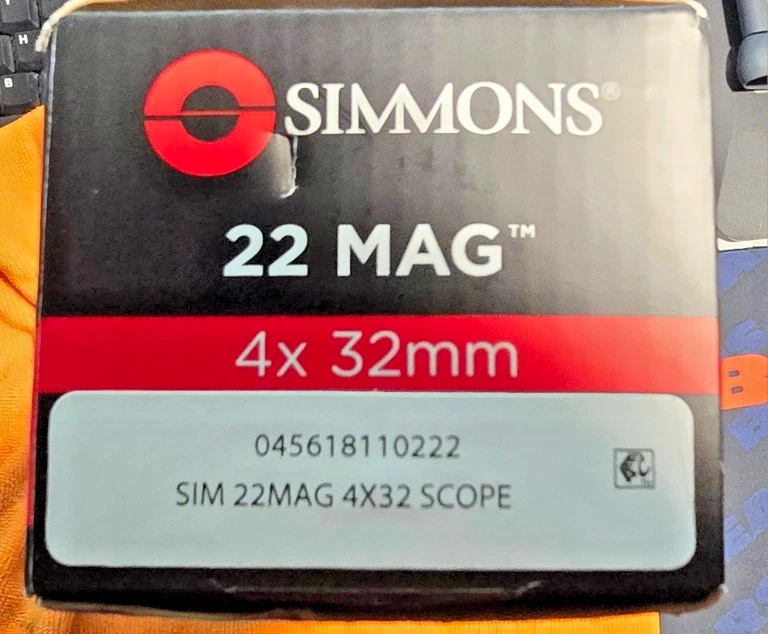 SIMMONS®
22 MAG™
4x 32mm
045618110222
SIM 22MAG 4X32 SCOPE
H
B
B